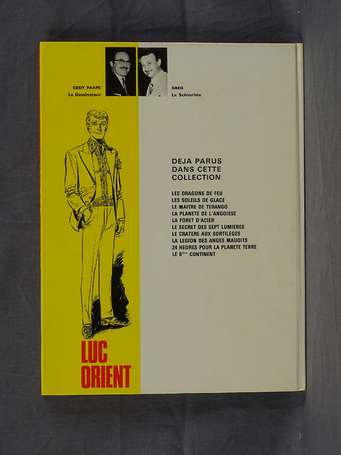 EDDY PAAPE
Le Dessinateur
GREG
Le Scénariste
DEJA PARUS
DANS CETTE
COLLECTION
LES DRAGONS DE FEU
LES SOLEILS DE GLACE
LE MAITRE DE TERANGO
LA PLANETE DE L'ANGOISSE
LA FORET D'ACIER
LE SECRET DES SEPT LUMIERES
LE CRATERE AUX SORTILEGES
LA LEGION DES ANGES MAUDITS
24 HEURES POUR LA PLANETE TERRE
LE 6ème CONTINENT
LUC
ORIENT